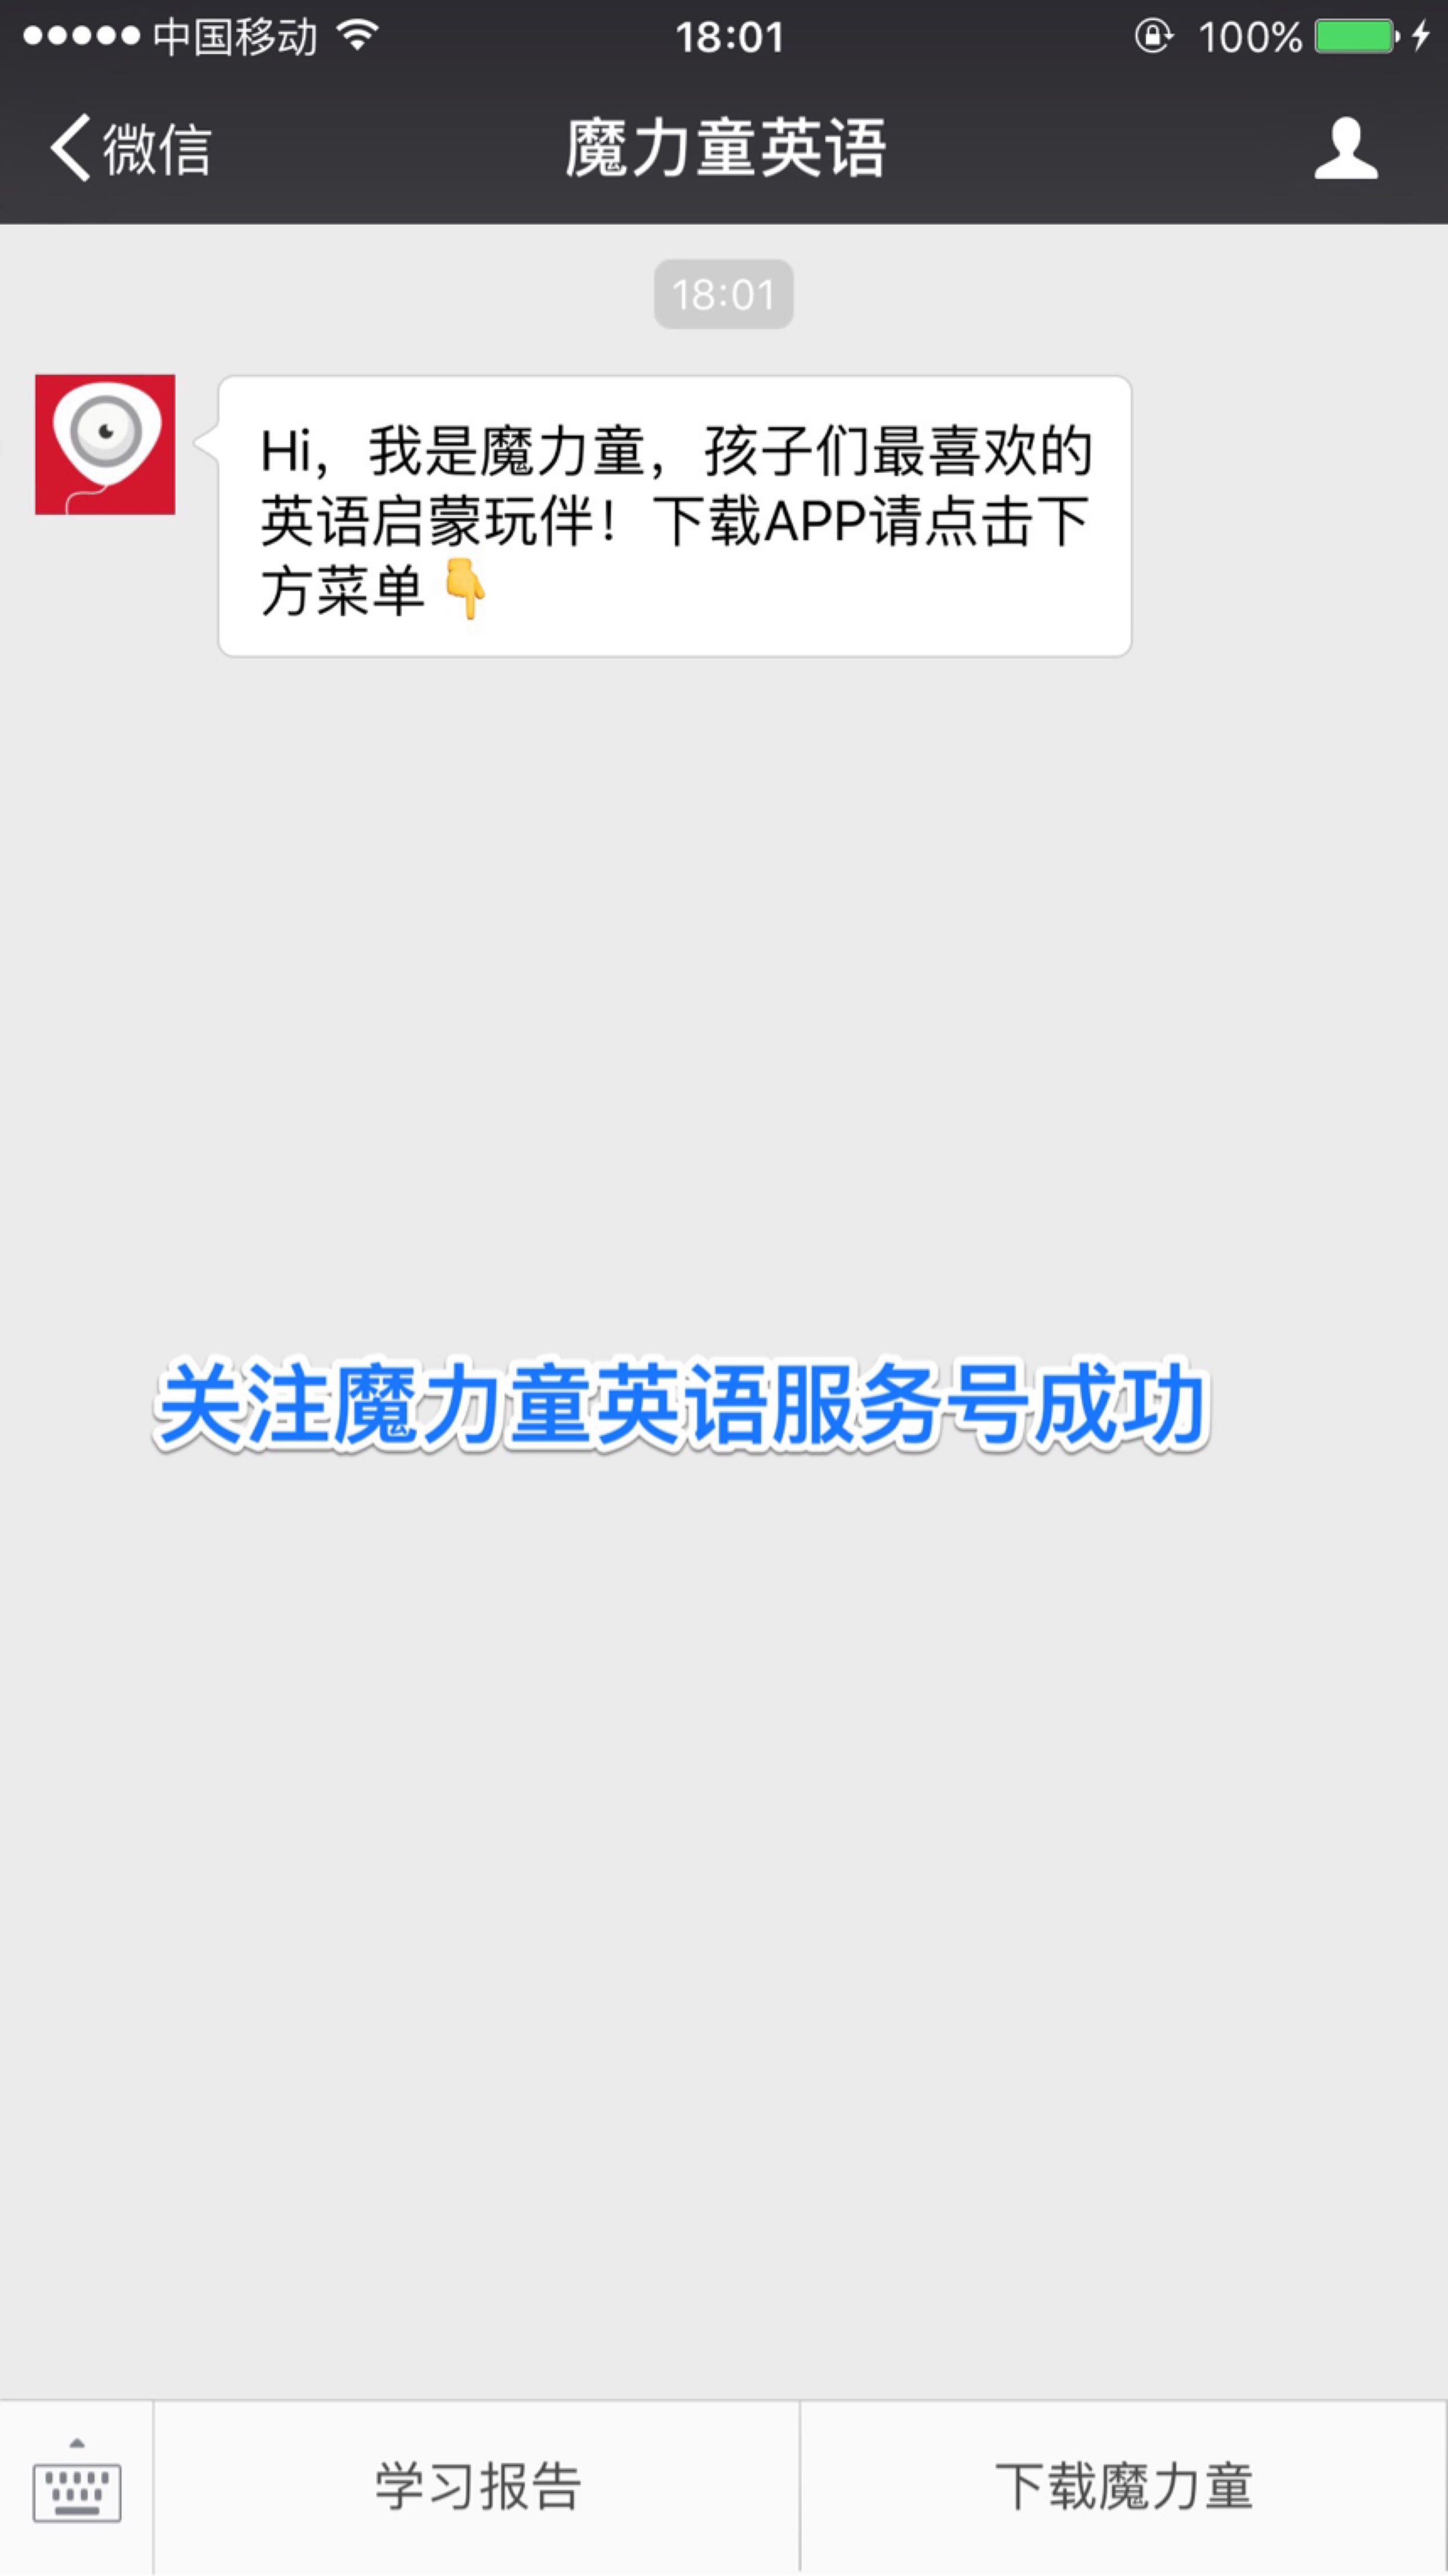 中国移动
18:01
100%
微信
魔力童英语
18:01
Hi，我是魔力童，孩子们最喜欢的
英语启蒙玩伴！下载APP请点击下
方菜单👇
关注魔力童英语服务号成功
学习报告
下载魔力童